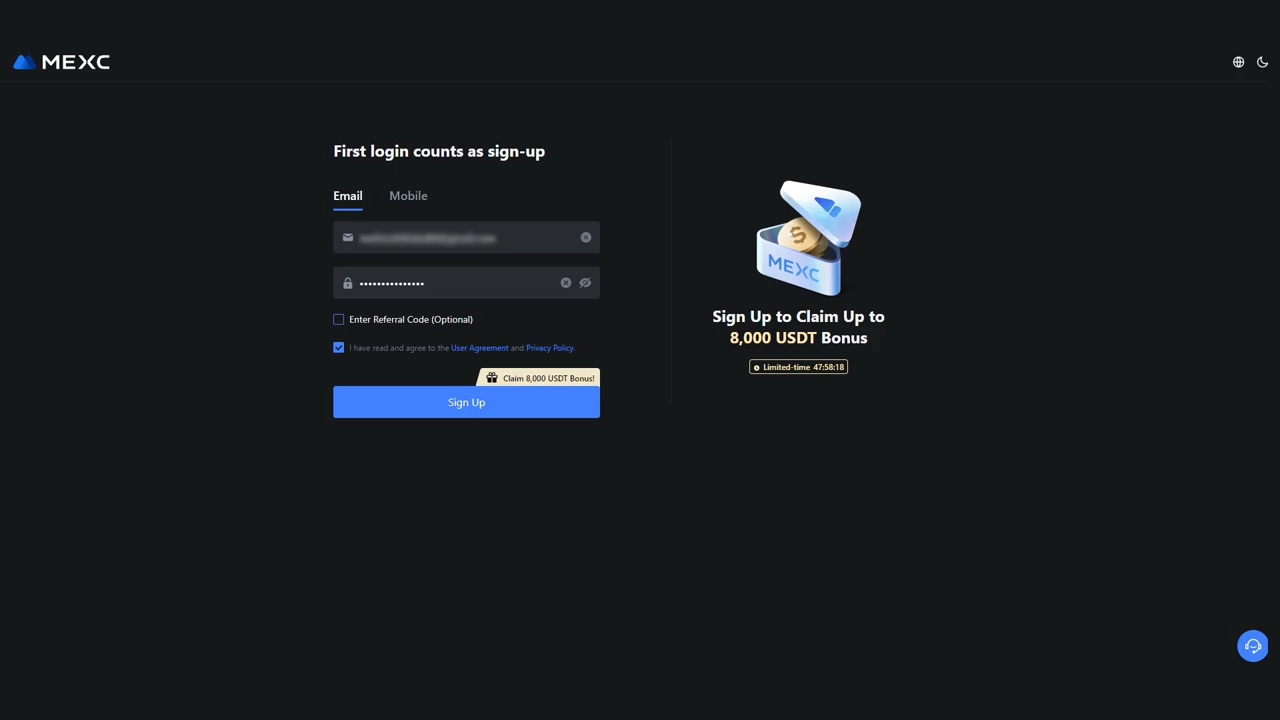 MEXC
First login counts as sign-up
Email Mobile
•••••••••••••••
Enter Referral Code (Optional)
I have read and agree to the User Agreement and Privacy Policy.
Claim 8,000 USDT Bonus!
Sign Up
MEXC
Sign Up to Claim Up to
8,000 USDT Bonus
Limited-time 47:58:18